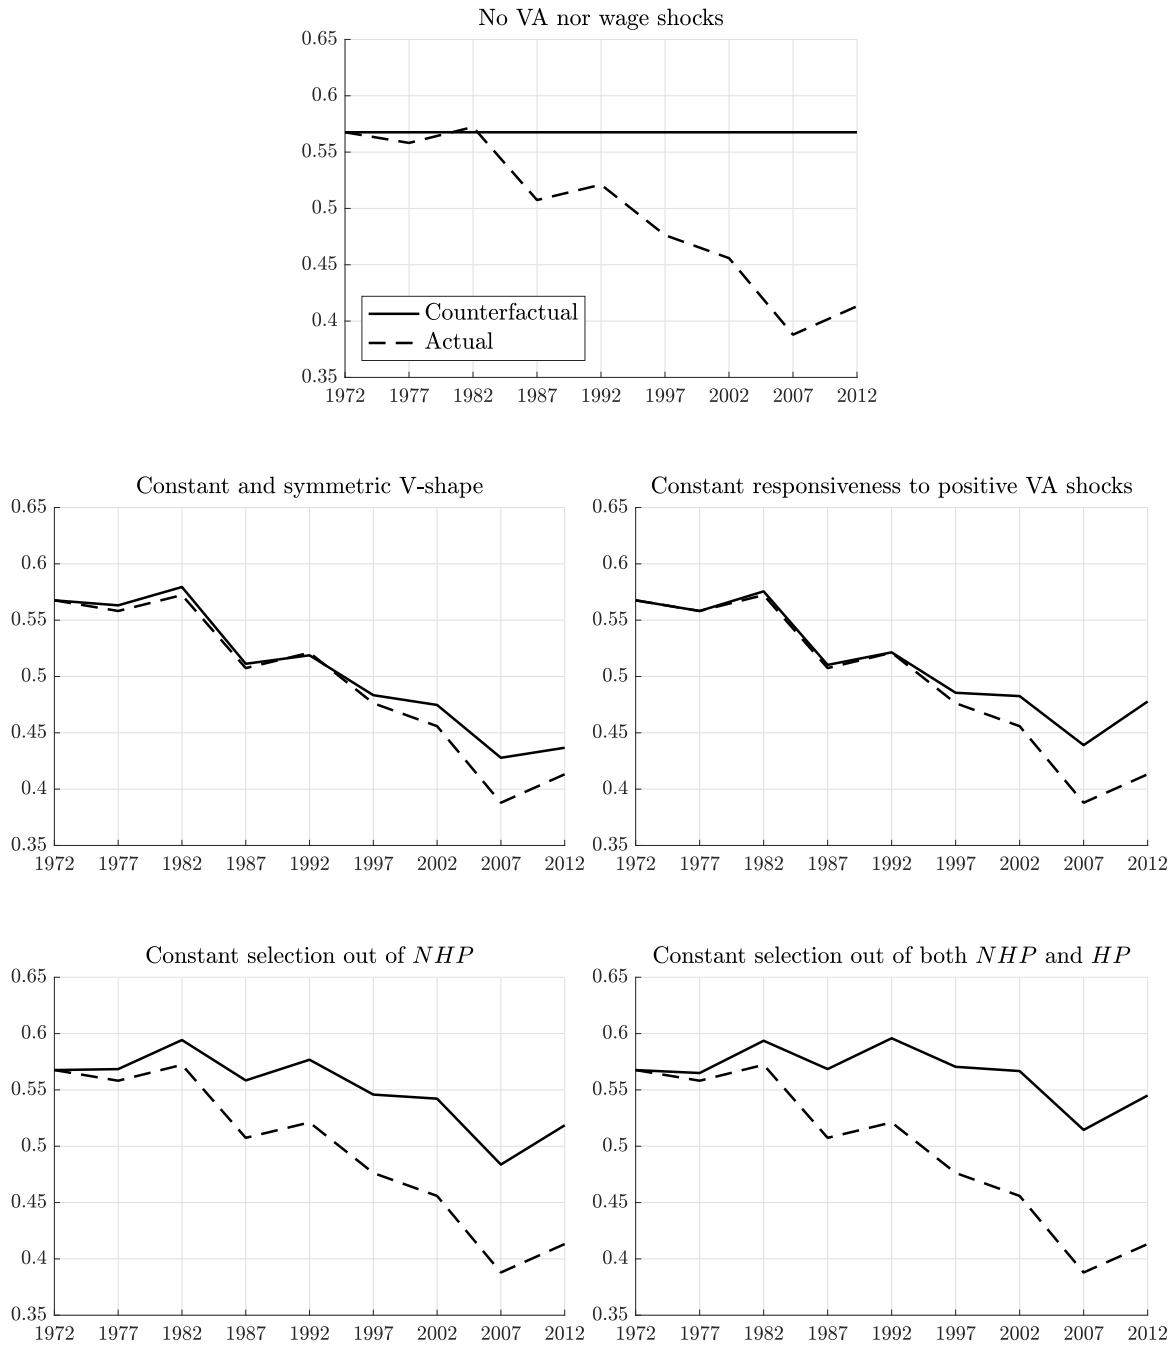 No VA nor wage shocks
0.65
0.6
0.55
0.5
0.45
0.4
0.35
Counterfactual
Actual
1972 1977 1982 1987 1992 1997 2002 2007 2012
Constant and symmetric V-shape
0.65
0.6
0.55
0.5
0.45
0.4
0.35
1972 1977 1982 1987 1992 1997 2002 2007 2012
Constant responsiveness to positive VA shocks
0.65
0.6
0.55
0.5
0.45
0.4
0.35
1972 1977 1982 1987 1992 1997 2002 2007 2012
Constant selection out of NHP
0.65
0.6
0.55
0.5
0.45
0.4
0.35
1972 1977 1982 1987 1992 1997 2002 2007 2012
Constant selection out of both NHP and HP
0.65
0.6
0.55
0.5
0.45
0.4
0.35
1972 1977 1982 1987 1992 1997 2002 2007 2012